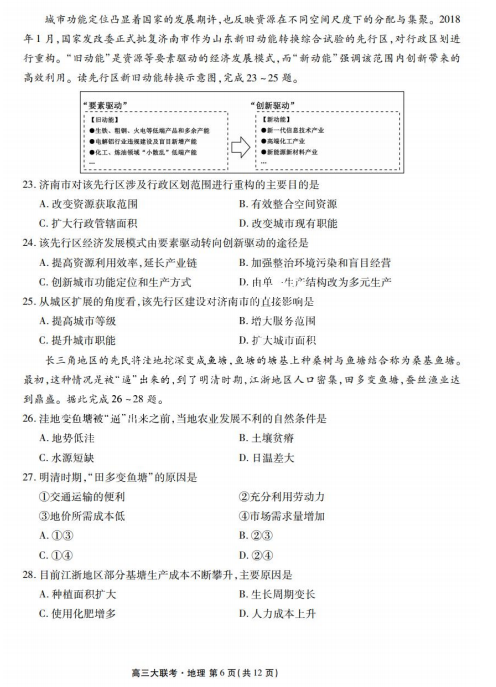 城市功能定位凸显着国家的发展期许,也反映资源在不同空间尺度下的分配与集聚。2018
年1月,国家发改委正式批复济南市作为山东新旧动能转换综合试验的先行区,对行政区划进
行重构。“旧动能”是资源等要素驱动的经济发展模式,而“新动能”强调该范围内创新带来的
高效利用。读先行区新旧动能转换示意图,完成23~25题。
“要素驱动”
【旧动能】
●生铁、粗钢、火电等低端产品和多余产能
●电解铝行业违规建设及盲目新增产能
●化工、炼油领域“小散乱”低端产能
...
“创新驱动”
【新动能】
●新一代信息技术产业
●高端化工产业
●新能源新材料产业
...
23. 济南市对该先行区涉及行政区划范围进行重构的主要目的是
A. 改变资源获取范围 B. 有效整合空间资源
C. 扩大行政管辖面积 D. 改变城市现有职能
24. 该先行区经济发展模式由要素驱动转向创新驱动的途径是
A. 提高资源利用效率,延长产业链 B. 加强整治环境污染和盲目经营
C. 创新城市功能定位和生产方式 D. 由单一生产结构改为多元生产
25. 从城区扩展的角度看,该先行区建设对济南市的直接影响是
A. 提高城市等级 B. 增大服务范围
C. 提升城市职能 D. 扩大城市面积
长三角地区的先民将洼地挖深变成鱼塘,鱼塘的塘基上种桑树与鱼塘结合称为桑基鱼塘。
最初,这种情况是被“逼”出来的,到了明清时期,江浙地区人口密集,田多变鱼塘,蚕丝渔业达
到鼎盛。据此完成26~28题。
26. 洼地变鱼塘被“逼”出来之前,当地农业发展不利的自然条件是
A. 地势低洼 B. 土壤贫瘠
C. 水源短缺 D. 日温差大
27. 明清时期,“田多变鱼塘”的原因是
①交通运输的便利 ②充分利用劳动力
③地价所需成本低 ④市场需求量增加
A. ①③ B. ②③
C. ①④ D. ②④
28. 目前江浙地区部分基塘生产成本不断攀升,主要原因是
A. 种植面积扩大 B. 生长周期变长
C. 使用化肥增多 D. 人力成本上升
高三大联考·地理 第6页(共12页)